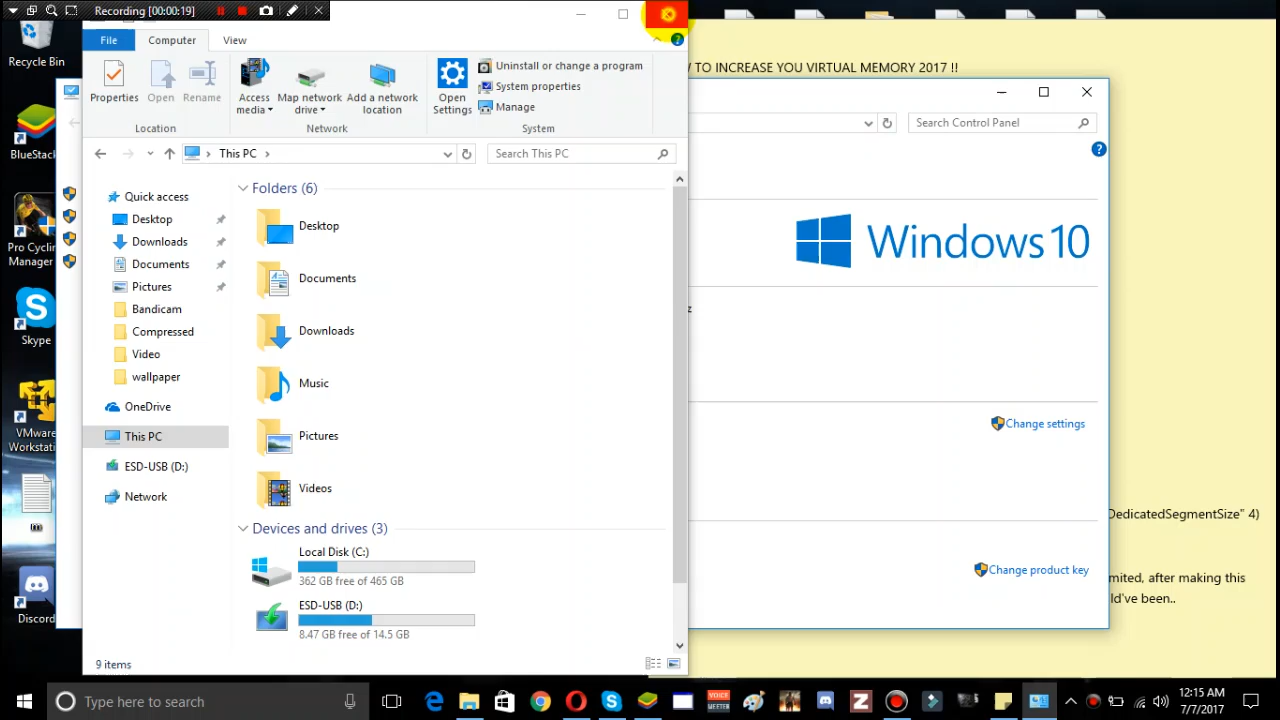 Recording [00:00:19]
File
Computer
View
Recycle Bin
TO INCREASE YOU VIRTUAL MEMORY 2017 !!
Properties
Open
Rename
Access media
Map network drive
Add a network location
Open Settings
Uninstall or change a program
System properties
Manage
Location
Network
System
Search Control Panel
This PC
Search This PC
BlueStack
Quick access
Desktop
Downloads
Documents
Pictures
Bandicam
Compressed
Video
wallpaper
OneDrive
This PC
ESD-USB (D:)
Network
Folders (6)
Desktop
Documents
Downloads
Music
Pictures
Videos
Devices and drives (3)
Local Disk (C:)
362 GB free of 465 GB
ESD-USB (D:)
8.47 GB free of 14.5 GB
9 items
Pro Cyclin
Manager
Skype
VMware
Workstatio
Discord
Windows 10
z
Change settings
Change product key
DedicatedSegmentSize" 4)
mited, after making this
ld've been..
Type here to search
VOICE MEETER
12:15 AM
7/7/2017